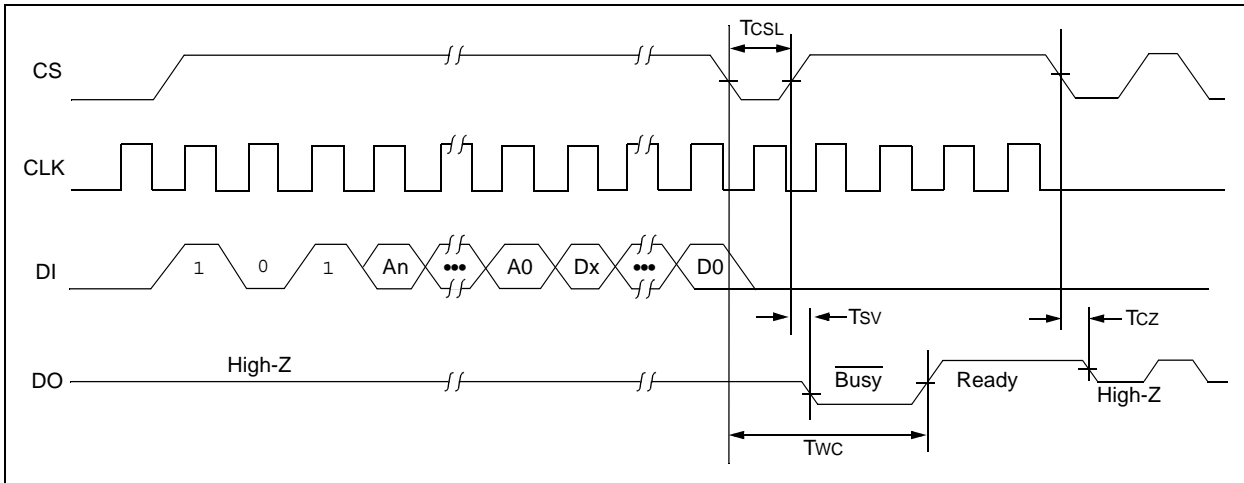 TCSL
CS
CLK
DI
1 0 1 An ••• A0 Dx ••• D0
TSV
TCZ
High-Z
DO
Busy
Ready
High-Z
TWC